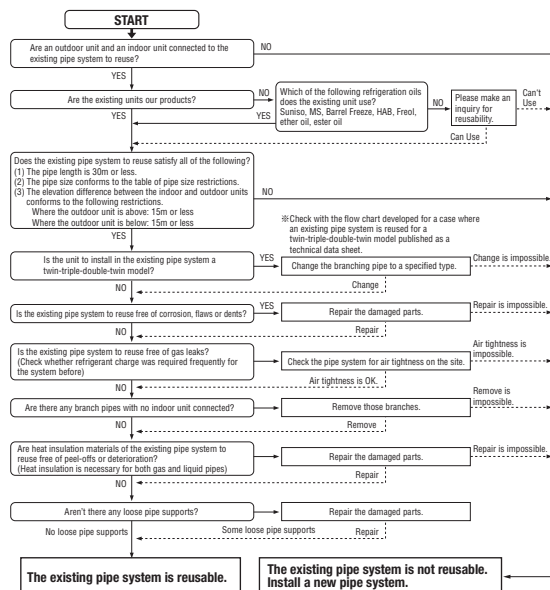 START
Are an outdoor unit and an indoor unit connected to the
existing pipe system to reuse?
NO
YES
Are the existing units our products?
NO
Which of the following refrigeration oils
does the existing unit use?
Suniso, MS, Barrel Freeze, HAB, Freol,
ether oil, ester oil
NO
Please make an
inquiry for
reusability.
Can't
Use
YES
YES
Can Use
Does the existing pipe system to reuse satisfy all of the following?
(1) The pipe length is 30m or less.
(2) The pipe size conforms to the table of pipe size restrictions.
(3) The elevation difference between the indoor and outdoor units
conforms to the following restrictions.
Where the outdoor unit is above: 15m or less
Where the outdoor unit is below: 15m or less
NO
※Check with the flow chart developed for a case where
an existing pipe system is reused for a
twin-triple-double-twin model published as a
technical data sheet.
YES
Is the unit to install in the existing pipe system a
twin-triple-double-twin model?
YES
Change the branching pipe to a specified type.
Change is impossible.
NO
Change
Is the existing pipe system to reuse free of corrosion, flaws or dents?
YES
Repair the damaged parts.
Repair is impossible.
NO
Repair
Is the existing pipe system to reuse free of gas leaks?
(Check whether refrigerant charge was required frequently for
the system before)
YES
Check the pipe system for air tightness on the site.
Air tightness is
impossible.
NO
Air tightness is OK.
Are there any branch pipes with no indoor unit connected?
YES
Remove those branches.
Remove is
impossible.
NO
Remove
Are heat insulation materials of the existing pipe system to
reuse free of peel-offs or deterioration?
(Heat insulation is necessary for both gas and liquid pipes)
YES
Repair the damaged parts.
Repair is impossible.
NO
Repair
Aren't there any loose pipe supports?
Repair the damaged parts.
No loose pipe supports
Some loose pipe supports
Repair
The existing pipe system is reusable.
The existing pipe system is not reusable.
Install a new pipe system.